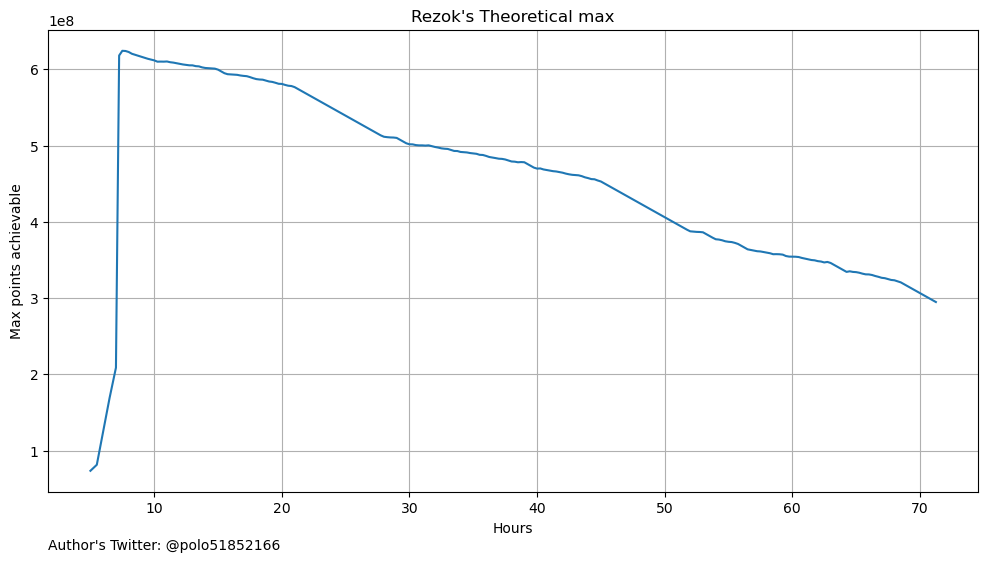 Rezok's Theoretical max
1e8
6
5
4
3
2
1
Max points achievable
10 20 30 40 50 60 70
Hours
Author's Twitter: @polo51852166